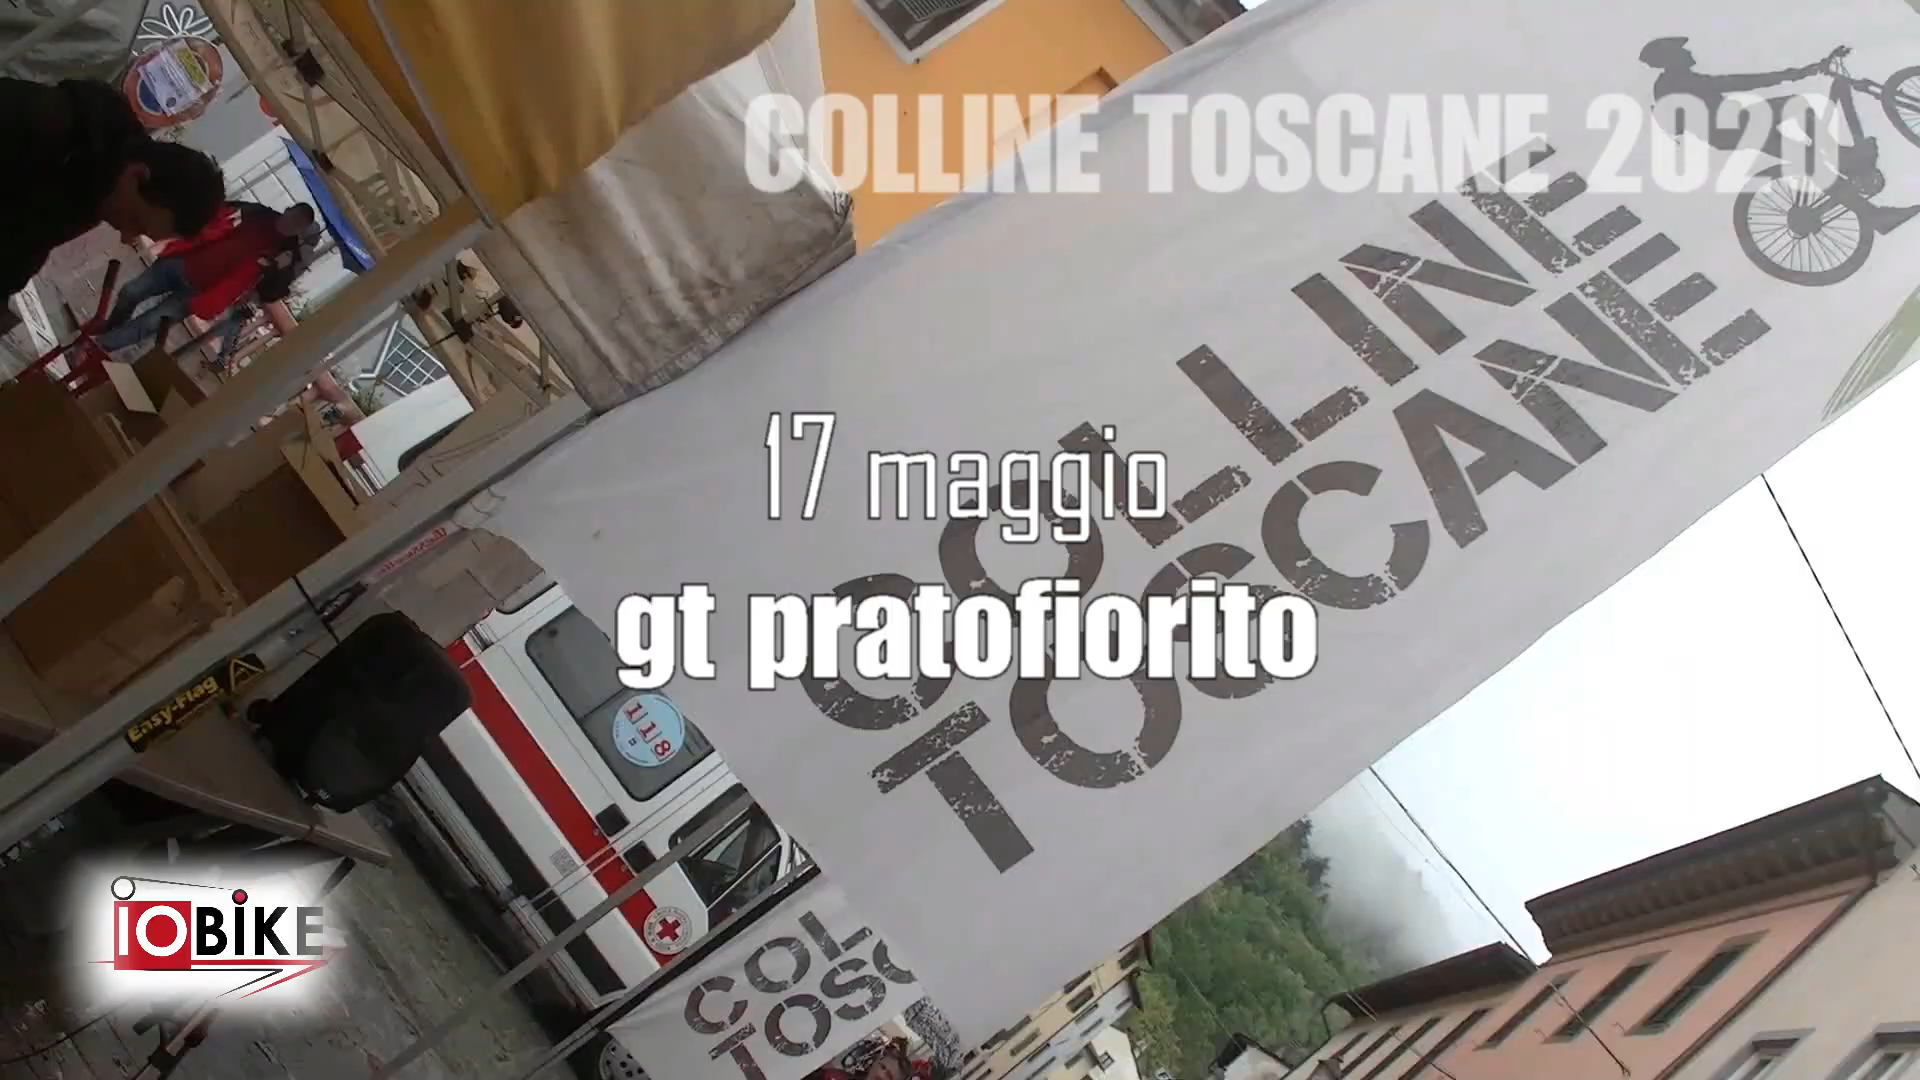 COLLINE TOSCANE 2020
COLLINE
TOSCANE
17 maggio
gt pratofiorito
Easy-Flag
118
iOBiKE
COL
TOSC